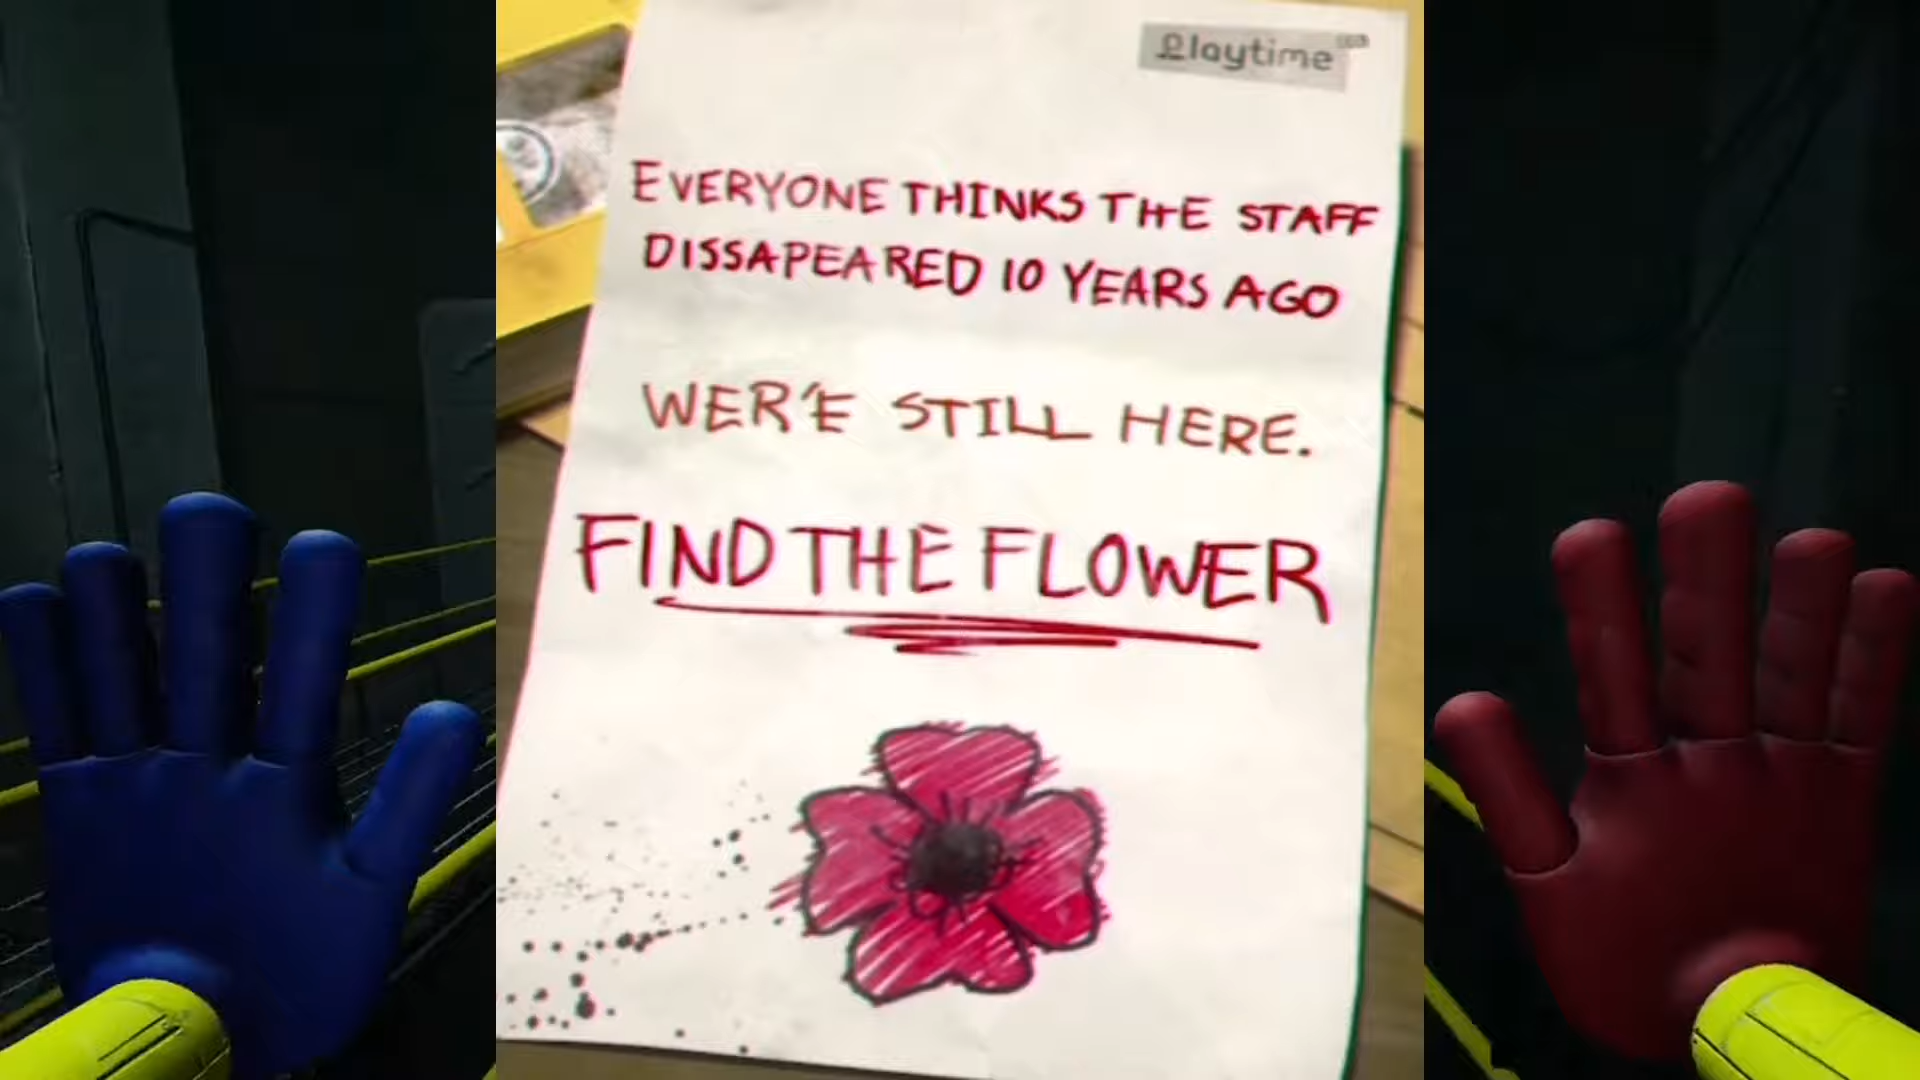 Playtime
EVERYONE THINKS THE STAFF
DISSAPEARED 10 YEARS AGO
WER'E STILL HERE.
FIND THE FLOWER